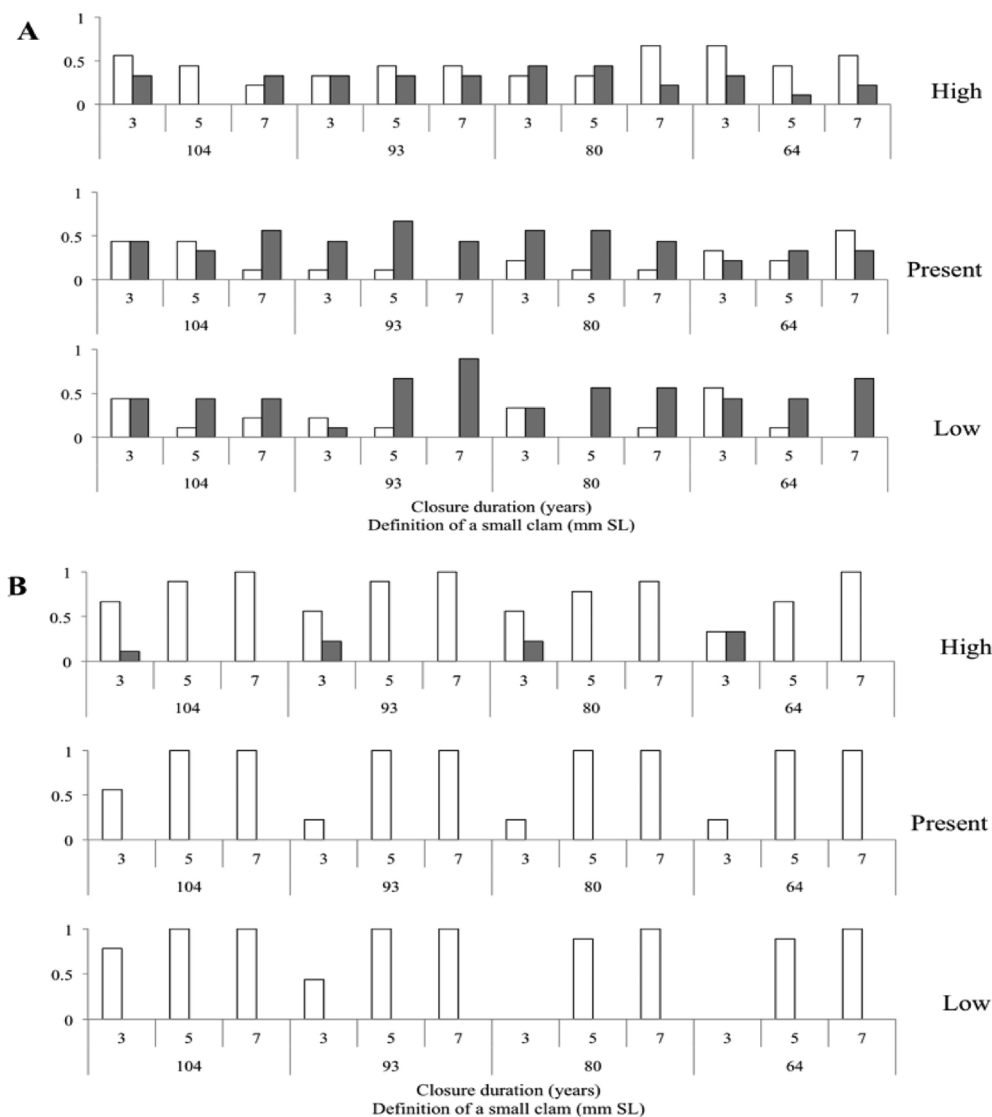 A
1
0.5
0
3 5 7 3 5 7 3 5 7 3 5 7
104 93 80 64
High
1
0.5
0
3 5 7 3 5 7 3 5 7 3 5 7
104 93 80 64
Present
1
0.5
0
3 5 7 3 5 7 3 5 7 3 5 7
104 93 80 64
Low
Closure duration (years)
Definition of a small clam (mm SL)
B
1
0.5
0
3 5 7 3 5 7 3 5 7 3 5 7
104 93 80 64
High
1
0.5
0
3 5 7 3 5 7 3 5 7 3 5 7
104 93 80 64
Present
1
0.5
0
3 5 7 3 5 7 3 5 7 3 5 7
104 93 80 64
Low
Closure duration (years)
Definition of a small clam (mm SL)